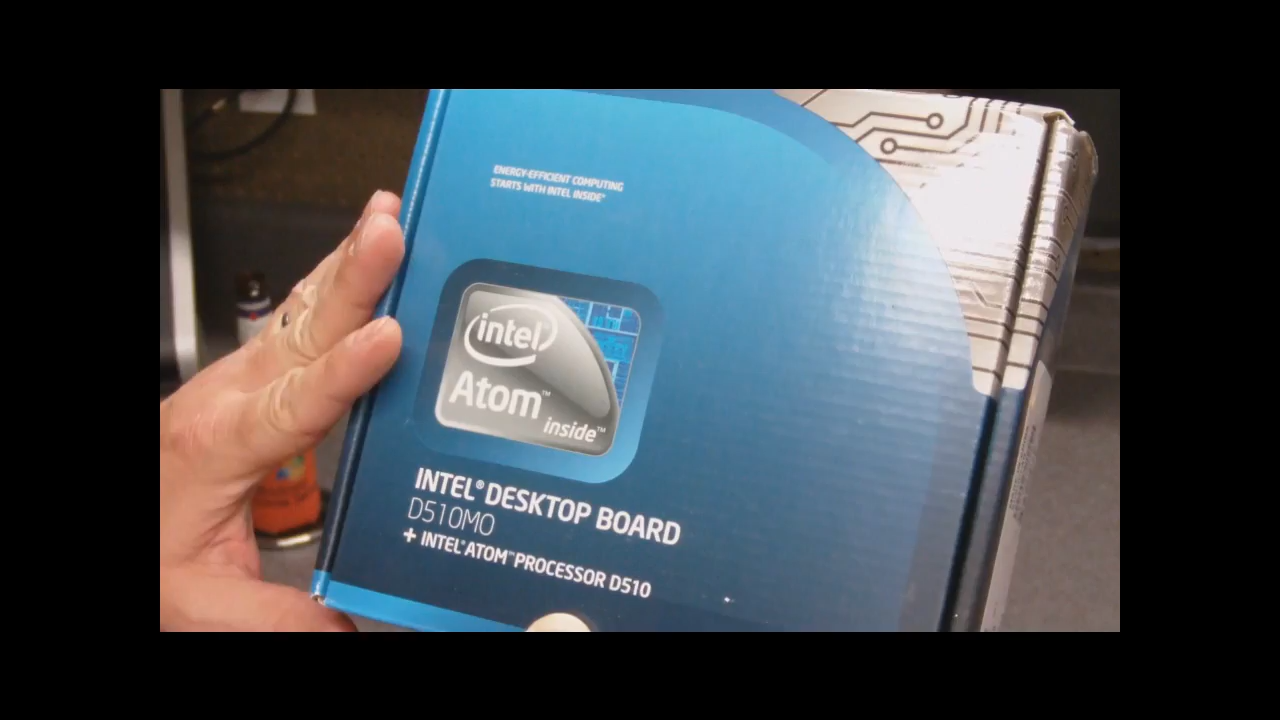 ENERGY-EFFICIENT COMPUTING
STARTS WITH INTEL INSIDE®
intel®
Atom™
inside™
INTEL® DESKTOP BOARD
D510MO
+ INTEL® ATOM™ PROCESSOR D510